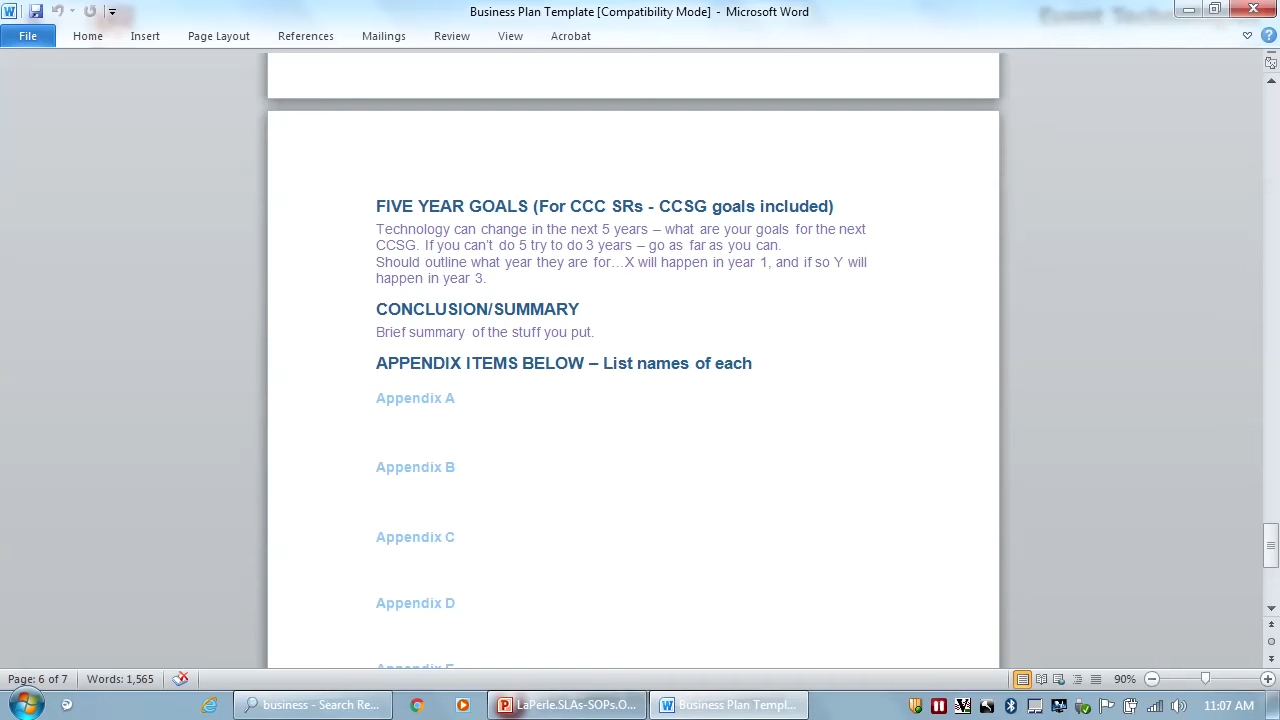 Business Plan Template [Compatibility Mode] - Microsoft Word
File Home Insert Page Layout References Mailings Review View Acrobat
FIVE YEAR GOALS (For CCC SRs - CCSG goals included)
Technology can change in the next 5 years – what are your goals for the next
CCSG. If you can't do 5 try to do 3 years – go as far as you can.
Should outline what year they are for…X will happen in year 1, and if so Y will
happen in year 3.
CONCLUSION/SUMMARY
Brief summary of the stuff you put.
APPENDIX ITEMS BELOW – List names of each
Appendix A
Appendix B
Appendix C
Appendix D
Page: 6 of 7 Words: 1,565 90%
business - Search Re... LaPerle.SLAs-SOPs.O... Business Plan Templ... 11:07 AM